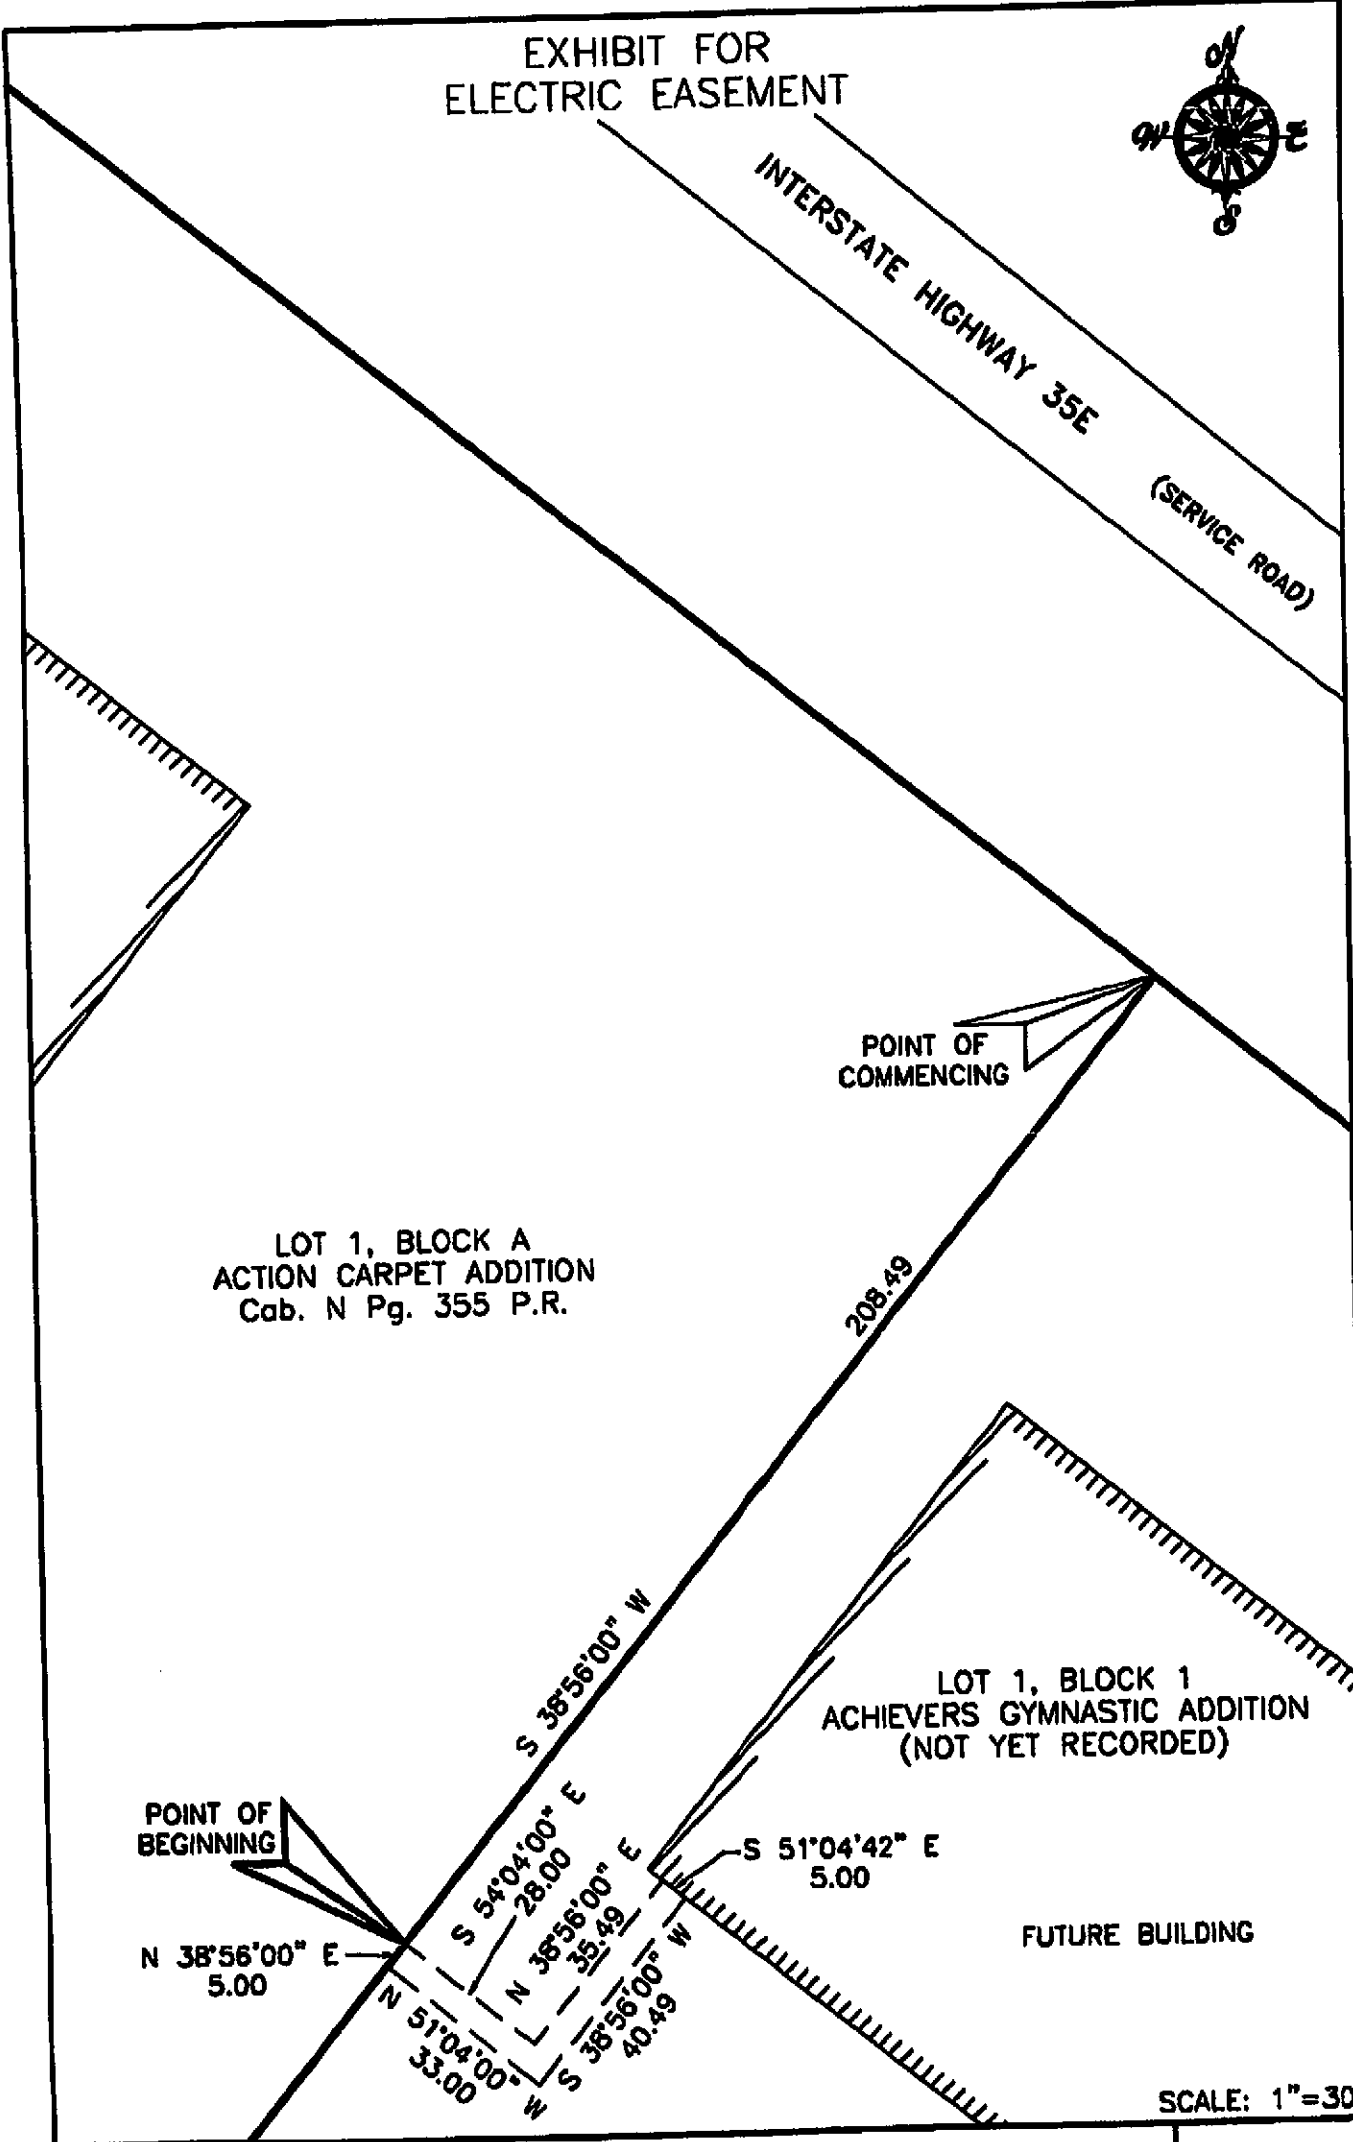 EXHIBIT FOR
ELECTRIC EASEMENT
N
W
E
S
INTERSTATE HIGHWAY 35E
(SERVICE ROAD)
POINT OF
COMMENCING
LOT 1, BLOCK A
ACTION CARPET ADDITION
Cab. N Pg. 355 P.R.
208.49
S 38°56'00" W
LOT 1, BLOCK 1
ACHIEVERS GYMNASTIC ADDITION
(NOT YET RECORDED)
POINT OF
BEGINNING
S 54°04'00" E
28.00
N 38°56'00" E
35.49
S 51°04'42" E
5.00
N 38°56'00" E
5.00
S 38°56'00" W
40.49
N 51°04'00" W
33.00
FUTURE BUILDING
SCALE: 1"=30